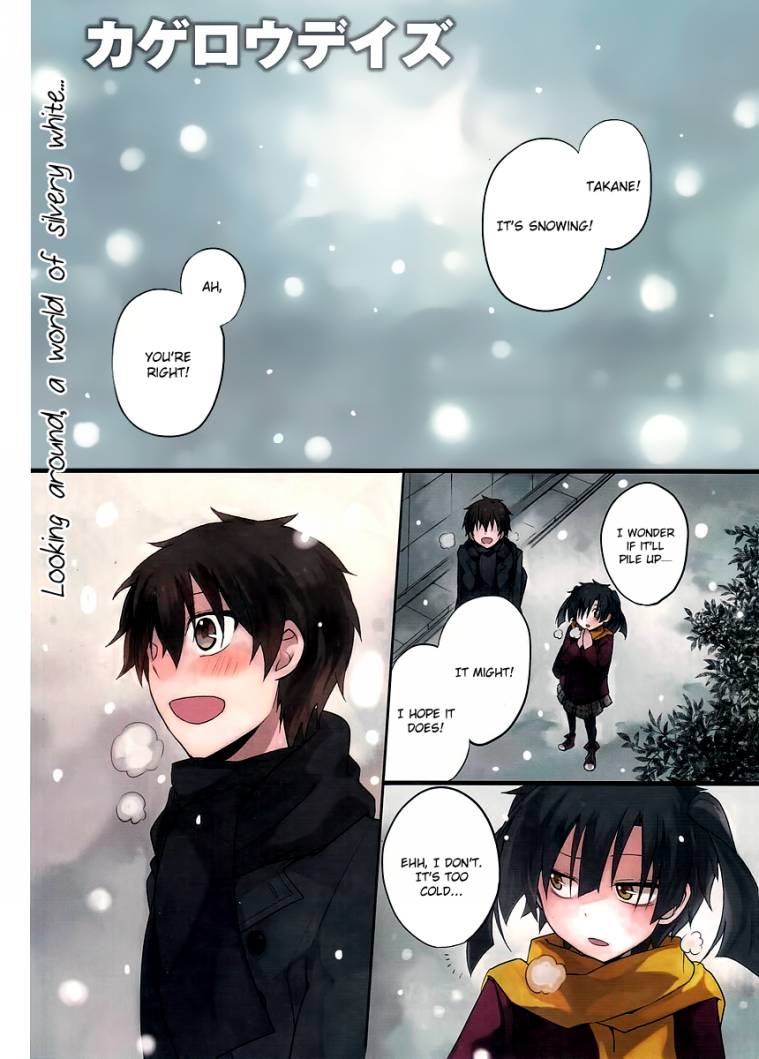 カゲロウデイズ
Looking around, a world of silvery white...
TAKANE!
IT'S SNOWING!
AH,
YOU'RE
RIGHT!
I WONDER
IF IT'LL
PILE UP—
IT MIGHT!
I HOPE IT
DOES!
EHH, I DON'T.
IT'S TOO
COLD...